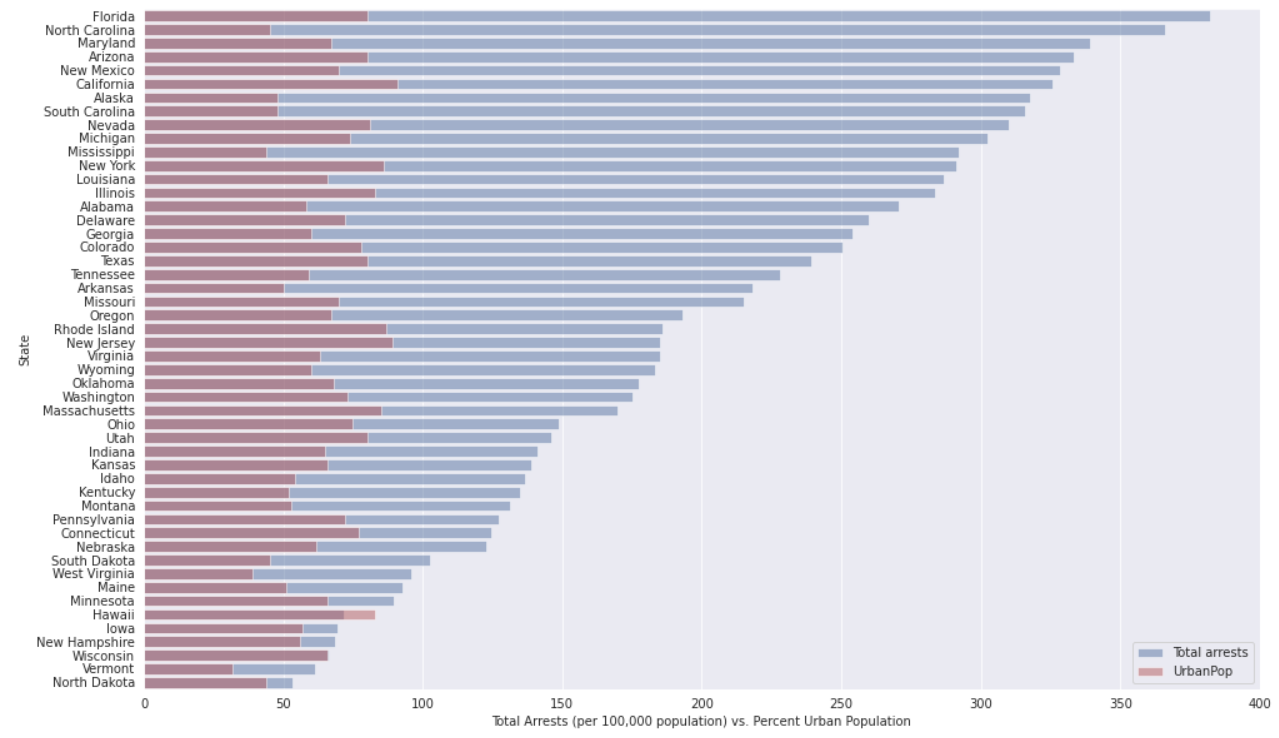 Florida
North Carolina
Maryland
Arizona
New Mexico
California
Alaska
South Carolina
Nevada
Michigan
Mississippi
New York
Louisiana
Illinois
Alabama
Delaware
Georgia
Colorado
Texas
Tennessee
Arkansas
Missouri
Oregon
Rhode Island
New Jersey
Virginia
Wyoming
Oklahoma
Washington
Massachusetts
Ohio
Utah
Indiana
Kansas
Idaho
Kentucky
Montana
Pennsylvania
Connecticut
Nebraska
South Dakota
West Virginia
Maine
Minnesota
Hawaii
Iowa
New Hampshire
Wisconsin
Vermont
North Dakota
State
Total arrests
UrbanPop
0 50 100 150 200 250 300 350 400
Total Arrests (per 100,000 population) vs. Percent Urban Population